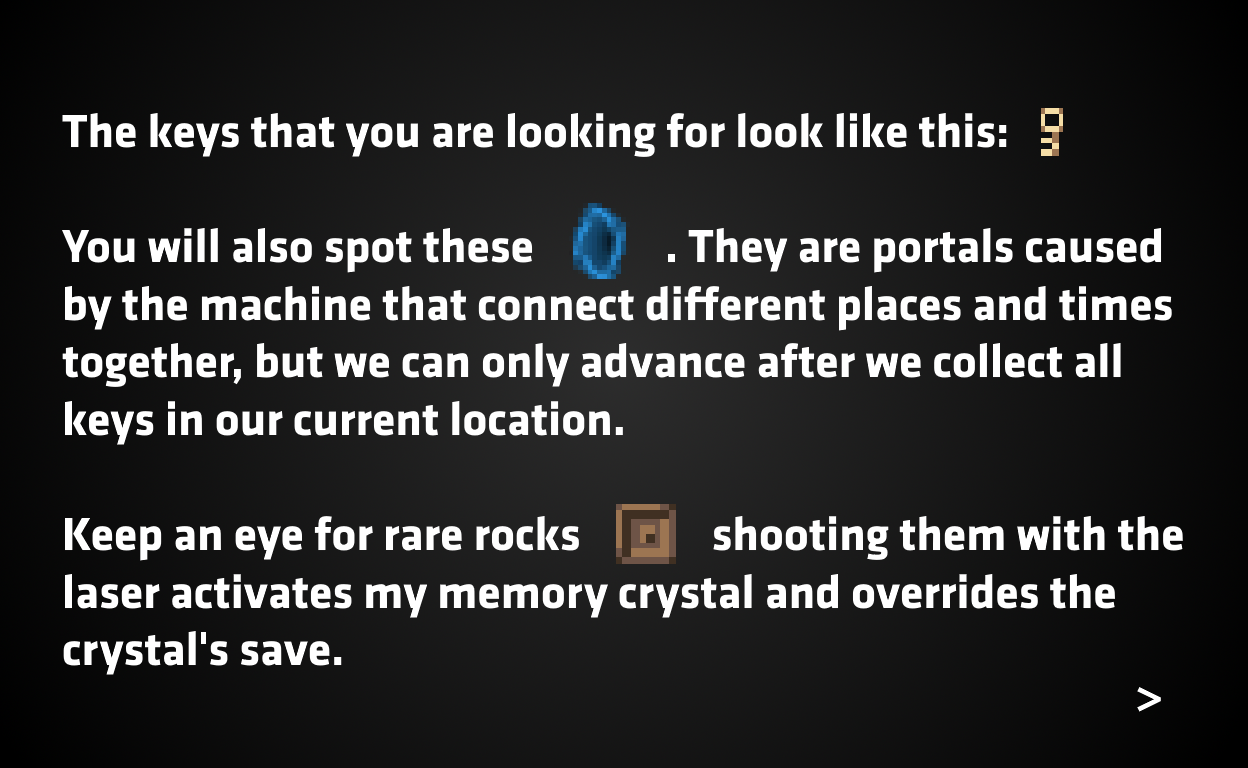 The keys that you are looking for look like this:
You will also spot these . They are portals caused
by the machine that connect different places and times
together, but we can only advance after we collect all
keys in our current location.
Keep an eye for rare rocks shooting them with the
laser activates my memory crystal and overrides the
crystal's save.
>